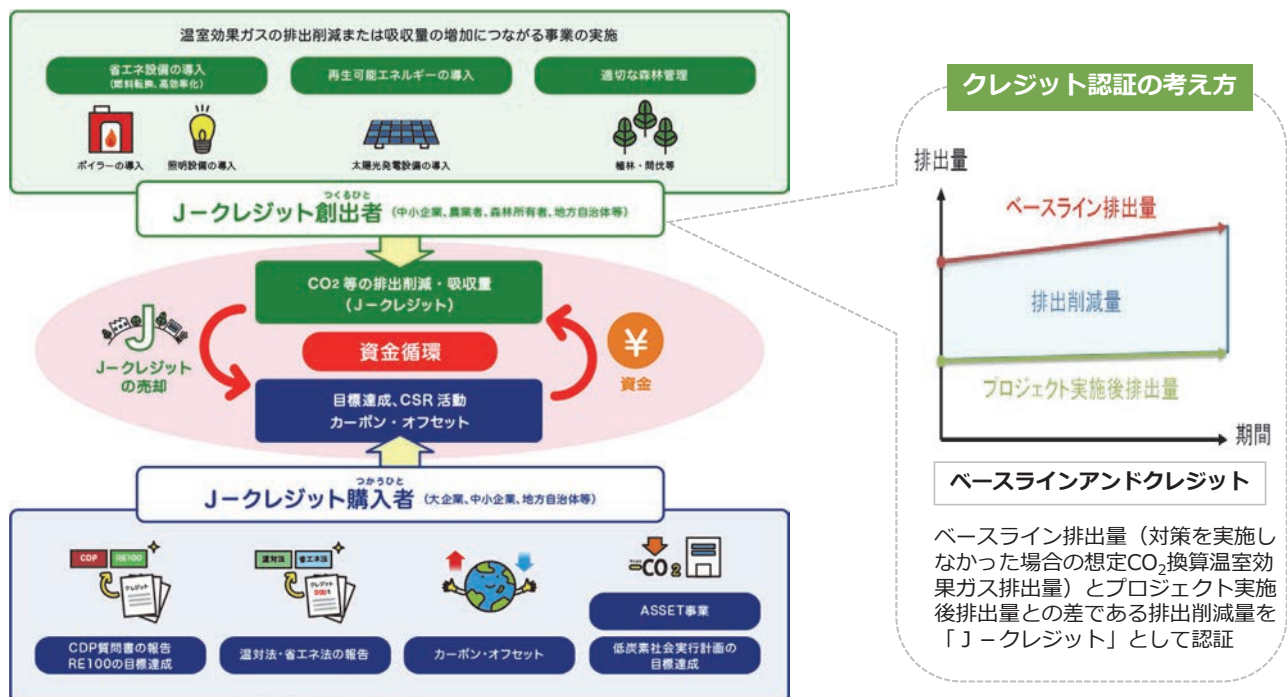 温室効果ガスの排出削減または吸収量の増加につながる事業の実施
省エネ設備の導入
(燃料転換、高効率化)
再生可能エネルギーの導入
適切な森林管理
ボイラーの導入
照明設備の導入
太陽光発電設備の導入
植林・間伐等
つくるひと
J－クレジット創出者 (中小企業、農業者、森林所有者、地方自治体等)
CO2 等の排出削減・吸収量
(J－クレジット)
J
J－クレジット
の売却
資金循環
¥
資金
目標達成、CSR 活動
カーボン・オフセット
つかうひと
J－クレジット購入者 (大企業、中小企業、地方自治体等)
CDP
RE100
クレジット
温対法
省エネ法
クレジット
000t
CO2
ASSET事業
CDP質問書の報告
RE100の目標達成
温対法・省エネ法の報告
カーボン・オフセット
低炭素社会実行計画の
目標達成
クレジット認証の考え方
排出量
ベースライン排出量
排出削減量
プロジェクト実施後排出量
期間
ベースラインアンドクレジット
ベースライン排出量（対策を実施し
なかった場合の想定CO₂換算温室効
果ガス排出量）とプロジェクト実施
後排出量との差である排出削減量を
「Ｊ－クレジット」として認証